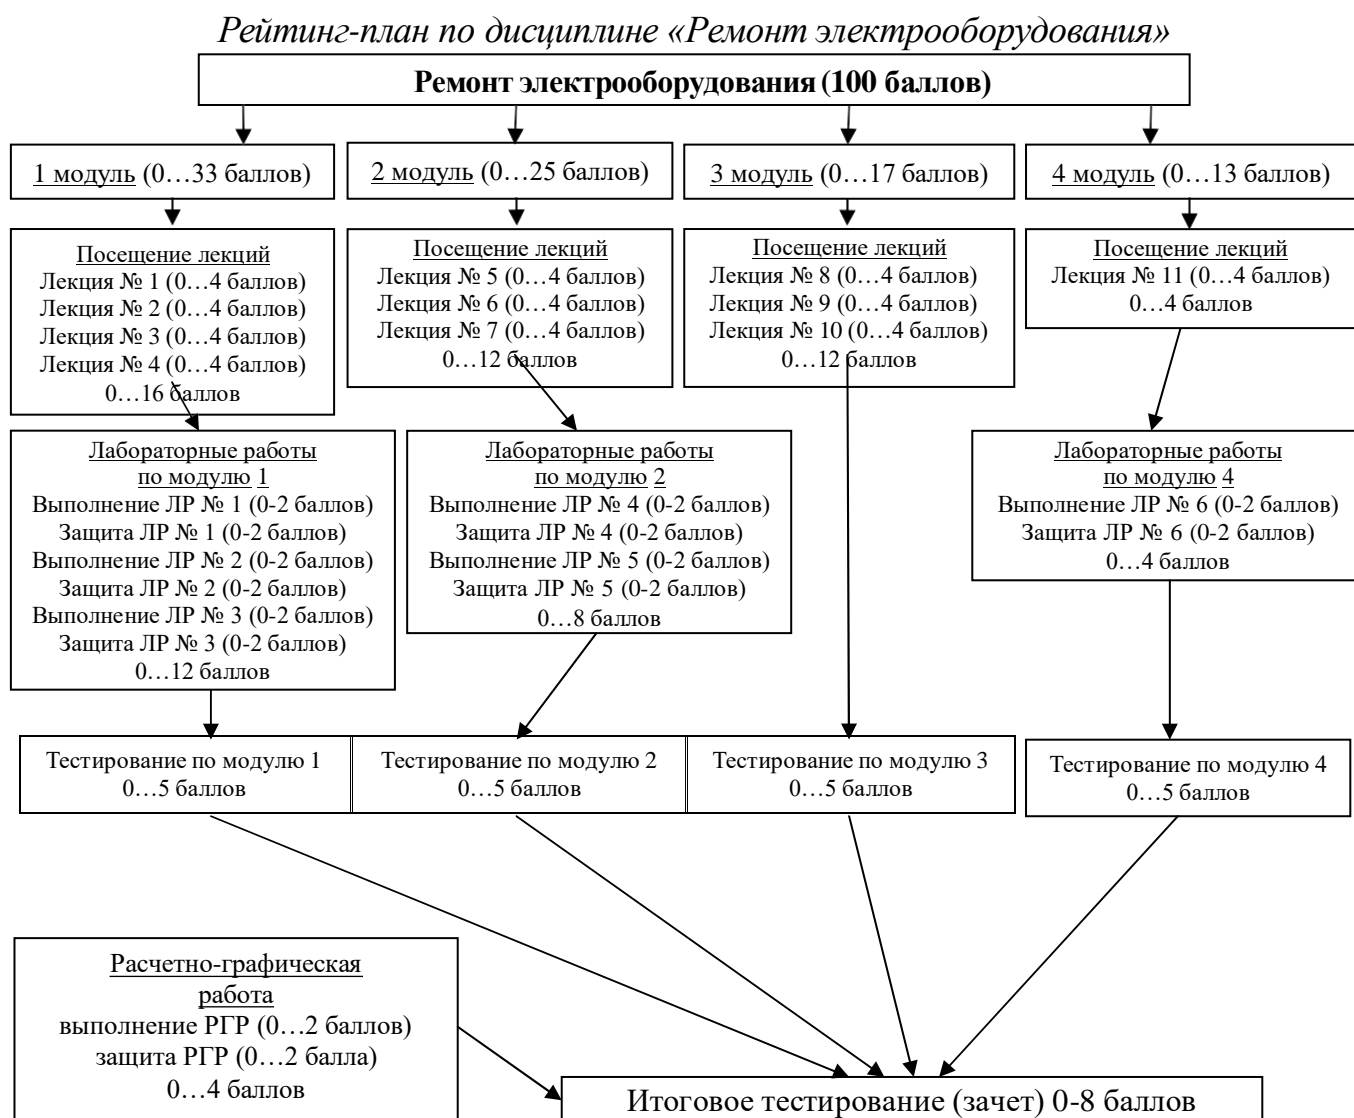 Рейтинг-план по дисциплине «Ремонт электрооборудования»
Ремонт электрооборудования (100 баллов)
1 модуль (0…33 баллов)
2 модуль (0…25 баллов)
3 модуль (0…17 баллов)
4 модуль (0…13 баллов)
Посещение лекций
Лекция № 1 (0…4 баллов)
Лекция № 2 (0…4 баллов)
Лекция № 3 (0…4 баллов)
Лекция № 4 (0…4 баллов)
0…16 баллов
Посещение лекций
Лекция № 5 (0…4 баллов)
Лекция № 6 (0…4 баллов)
Лекция № 7 (0…4 баллов)
0…12 баллов
Посещение лекций
Лекция № 8 (0…4 баллов)
Лекция № 9 (0…4 баллов)
Лекция № 10 (0…4 баллов)
0…12 баллов
Посещение лекций
Лекция № 11 (0…4 баллов)
0…4 баллов
Лабораторные работы
по модулю 1
Выполнение ЛР № 1 (0-2 баллов)
Защита ЛР № 1 (0-2 баллов)
Выполнение ЛР № 2 (0-2 баллов)
Защита ЛР № 2 (0-2 баллов)
Выполнение ЛР № 3 (0-2 баллов)
Защита ЛР № 3 (0-2 баллов)
0…12 баллов
Лабораторные работы
по модулю 2
Выполнение ЛР № 4 (0-2 баллов)
Защита ЛР № 4 (0-2 баллов)
Выполнение ЛР № 5 (0-2 баллов)
Защита ЛР № 5 (0-2 баллов)
0…8 баллов
Лабораторные работы
по модулю 4
Выполнение ЛР № 6 (0-2 баллов)
Защита ЛР № 6 (0-2 баллов)
0…4 баллов
Тестирование по модулю 1
0…5 баллов
Тестирование по модулю 2
0…5 баллов
Тестирование по модулю 3
0…5 баллов
Тестирование по модулю 4
0…5 баллов
Расчетно-графическая
работа
выполнение РГР (0…2 баллов)
защита РГР (0…2 балла)
0…4 баллов
Итоговое тестирование (зачет) 0-8 баллов